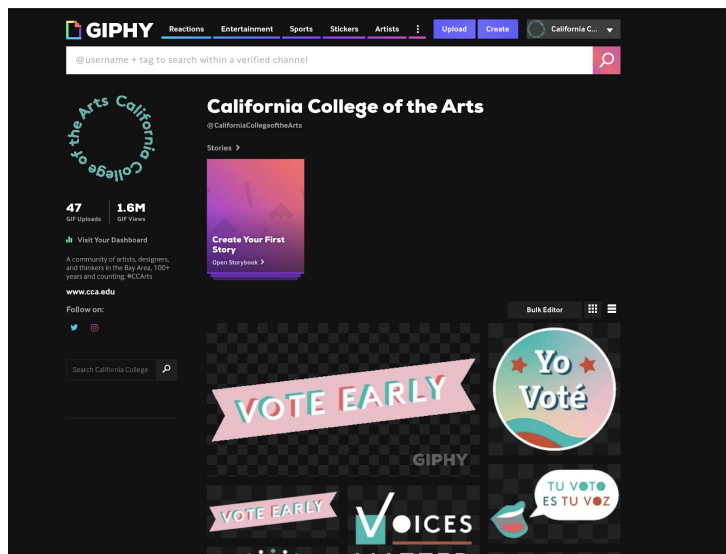 GIPHY
Reactions
Entertainment
Sports
Stickers
Artists
Upload
Create
California C...
@username + tag to search within a verified channel
College of the Arts California
Hello
California College of the Arts
@CaliforniaCollegeoftheArts
Stories
Create Your First
Story
Open Storybook
47
GIF Uploads
1.6M
GIF Views
Visit Your Dashboard
A community of artists, designers,
and thinkers in the Bay Area, 100+
years and counting. #CCArts
www.cca.edu
Follow on:
Search California College
Bulk Editor
VOTE EARLY
GIPHY
Yo
Voté
VOTE EARLY
VOICES
TU VOTO
ES TU VOZ